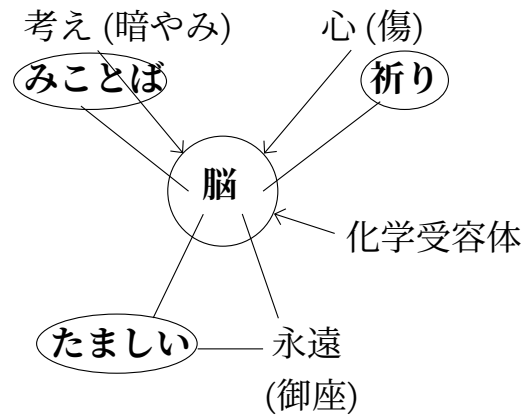 考え (暗やみ)
心 (傷)
みことば
祈り
脳
化学受容体
たましい
永遠
(御座)